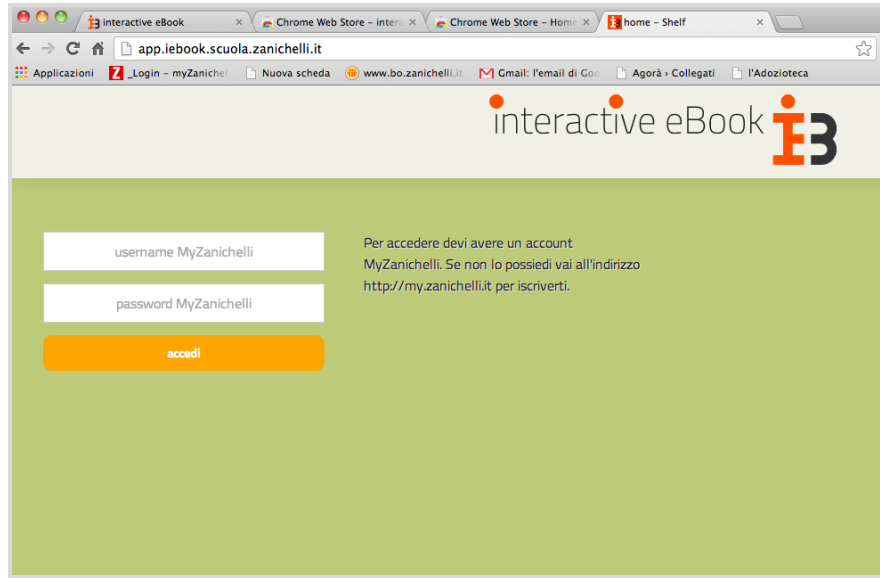 interactive eBook
Chrome Web Store – intera
Chrome Web Store – Home
home – Shelf
app.iebook.scuola.zanichelli.it
Applicazioni
Z _Login – myZanichel
Nuova scheda
www.bo.zanichelli.it
Gmail: l'email di Goo
Agorà › Collegati
l'Adozioteca
interactive eBook
username MyZanichelli
Per accedere devi avere un account
MyZanichelli. Se non lo possiedi vai all'indirizzo
http://my.zanichelli.it per iscriverti.
password MyZanichelli
accedi